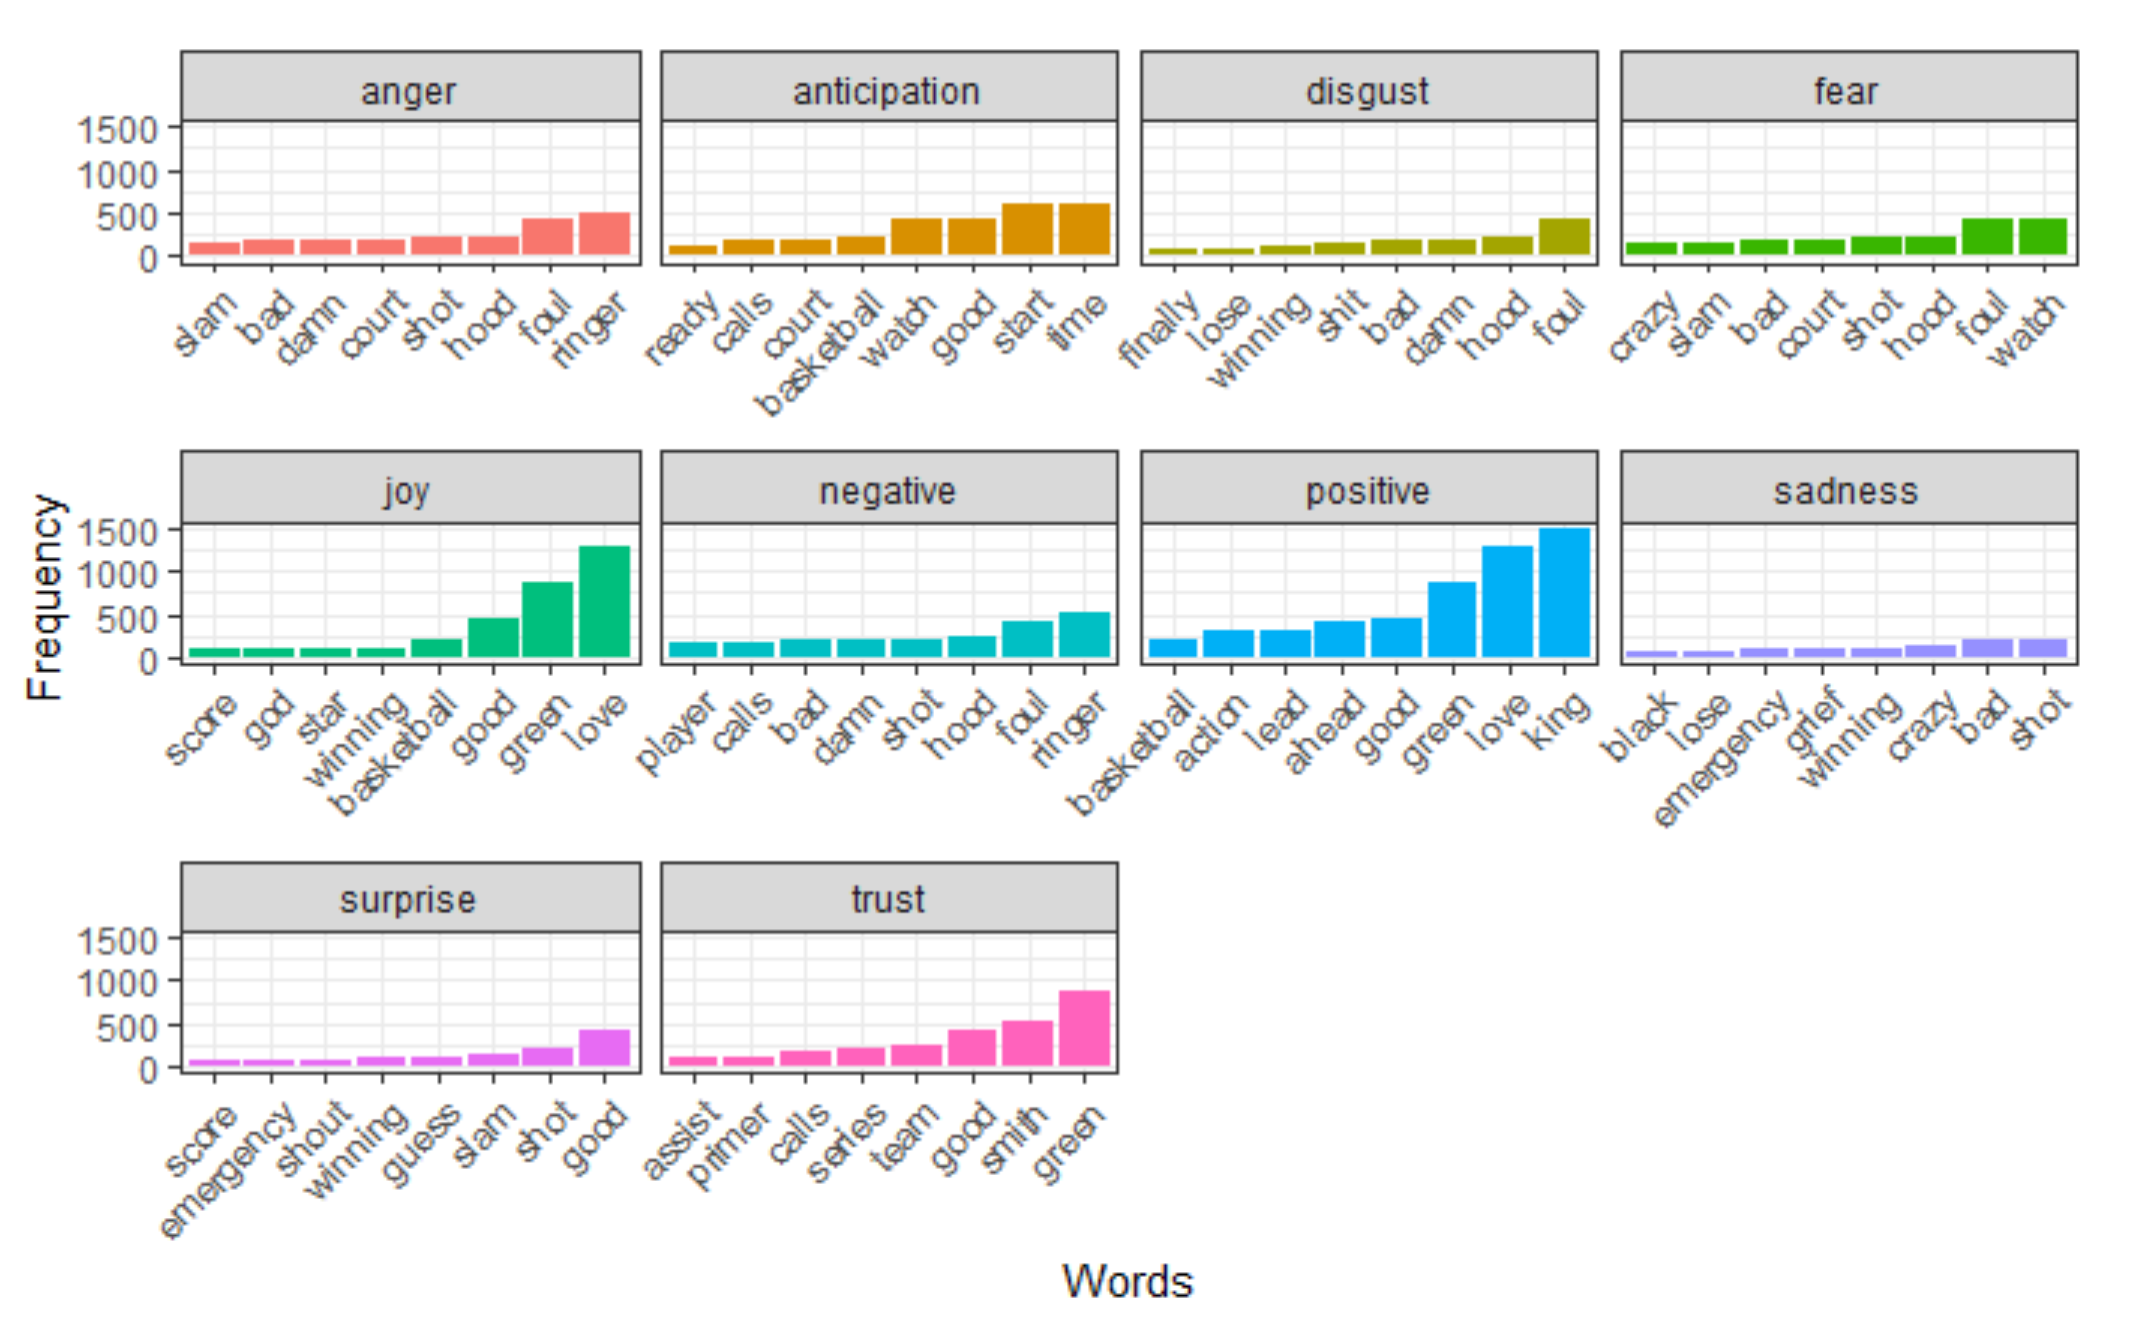 anger anticipation disgust fear
1500
1000
500
0
slam bad damn court shot hood foul ringer
ready calls court basketball watch good start time
finally lose winning shit bad damn hood foul
crazy slam bad court shot hood foul watch
joy negative positive sadness
Frequency
1500
1000
500
0
score god star winning basketball good green love
player calls bad damn shot hood foul ringer
basketball action lead ahead good green love king
black lose emergency grief winning crazy bad shot
surprise trust
1500
1000
500
0
score emergency shout winning guess slam shot good
assist primer calls series team good smith green
Words